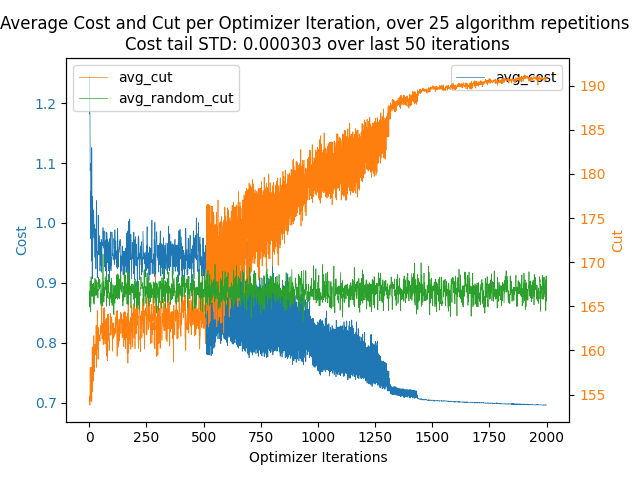 Average Cost and Cut per Optimizer Iteration, over 25 algorithm repetitions
Cost tail STD: 0.000303 over last 50 iterations
avg_cut
avg_random_cut
avg_cost
1.2
1.1
1.0
0.9
0.8
0.7
Cost
190
185
180
175
170
165
160
155
Cut
0 250 500 750 1000 1250 1500 1750 2000
Optimizer Iterations